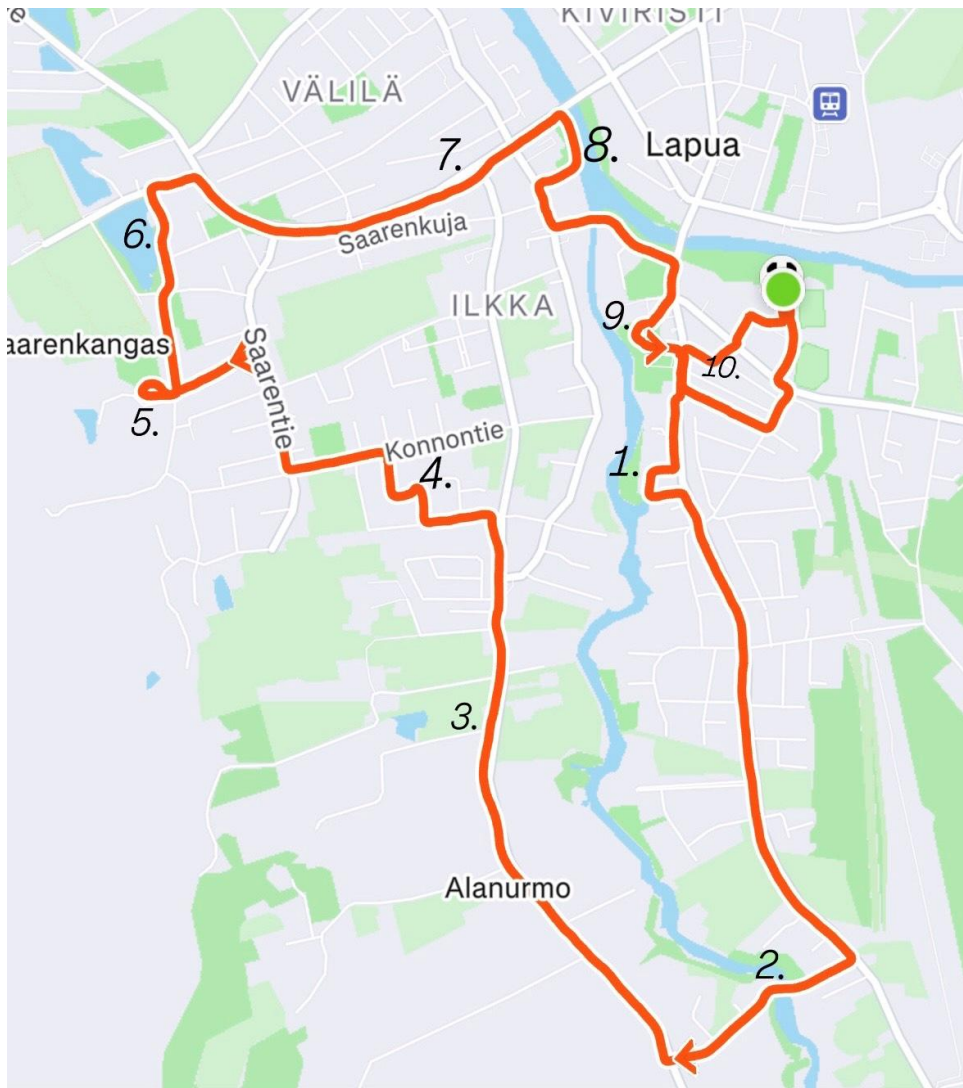 KIVIRISTI
VÄLILÄ
7.
8.
Lapua
6.
Saarenkuja
ILKKA
9.
aarenkangas
Saarentie
10.
5.
Konnontie
4.
1.
3.
Alanurmo
2.